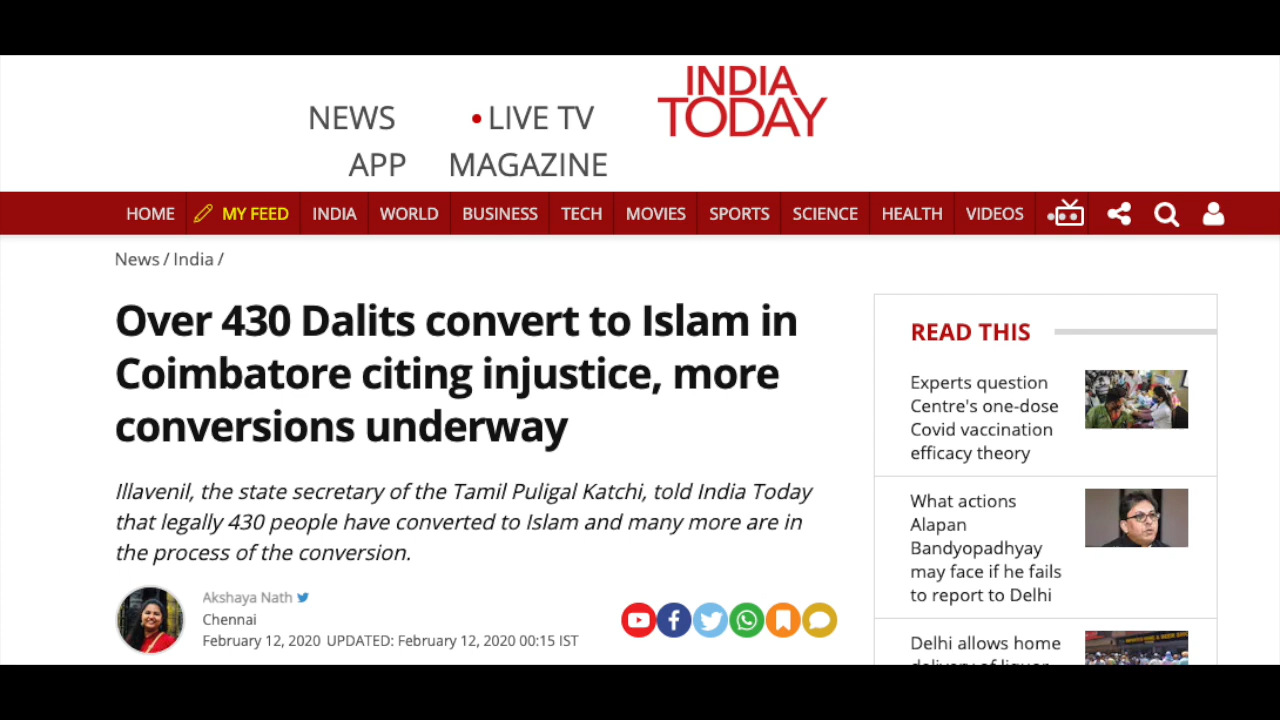 NEWS
LIVE TV
INDIA
TODAY
APP
MAGAZINE
HOME
MY FEED
INDIA
WORLD
BUSINESS
TECH
MOVIES
SPORTS
SCIENCE
HEALTH
VIDEOS
News / India /
Over 430 Dalits convert to Islam in
Coimbatore citing injustice, more
conversions underway
Illavenil, the state secretary of the Tamil Puligal Katchi, told India Today
that legally 430 people have converted to Islam and many more are in
the process of the conversion.
Akshaya Nath
Chennai
February 12, 2020 UPDATED: February 12, 2020 00:15 IST
READ THIS
Experts question
Centre's one-dose
Covid vaccination
efficacy theory
What actions
Alapan
Bandyopadhyay
may face if he fails
to report to Delhi
Delhi allows home